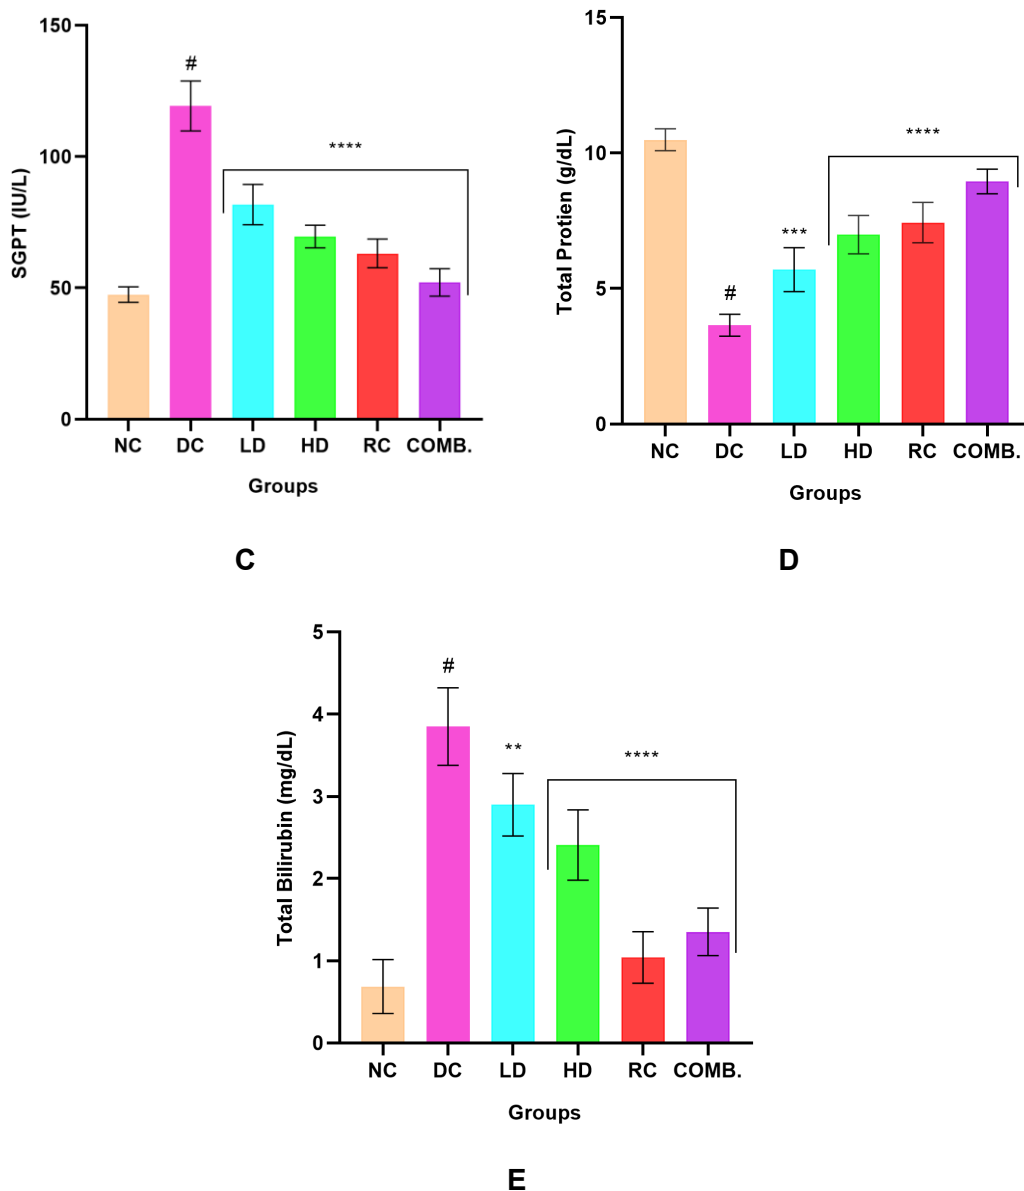 150
100
50
0
SGPT (IU/L)
#
****
NC DC LD HD RC COMB.
Groups
C
15
10
5
0
Total Protien (g/dL)
#
***
****
NC DC LD HD RC COMB.
Groups
D
5
4
3
2
1
0
Total Bilirubin (mg/dL)
#
**
****
NC DC LD HD RC COMB.
Groups
E